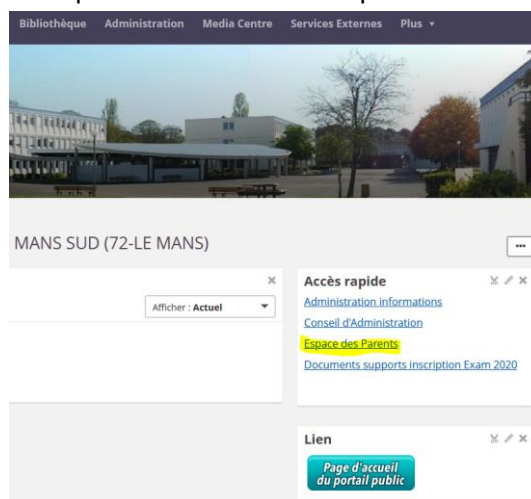 Bibliothèque Administration Media Centre Services Externes Plus
MANS SUD (72-LE MANS)
Afficher : Actuel
Accès rapide
Administration informations
Conseil d'Administration
Espace des Parents
Documents supports inscription Exam 2020
Lien
Page d'accueil
du portail public